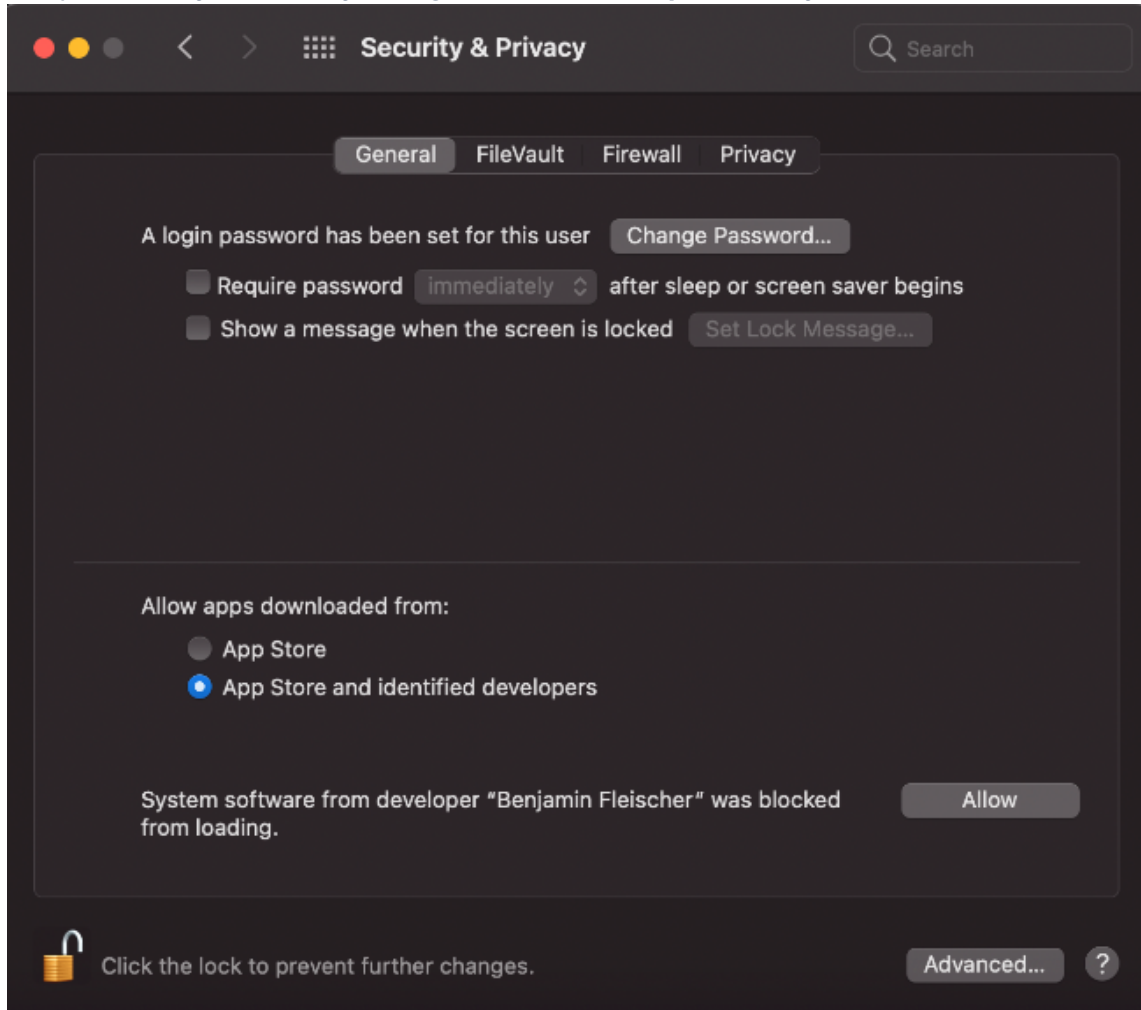 Security & Privacy
Search
General FileVault Firewall Privacy
A login password has been set for this user Change Password...
Require password immediately after sleep or screen saver begins
Show a message when the screen is locked Set Lock Message...
Allow apps downloaded from:
App Store
App Store and identified developers
System software from developer “Benjamin Fleischer” was blocked
from loading.
Allow
Click the lock to prevent further changes.
Advanced...
?